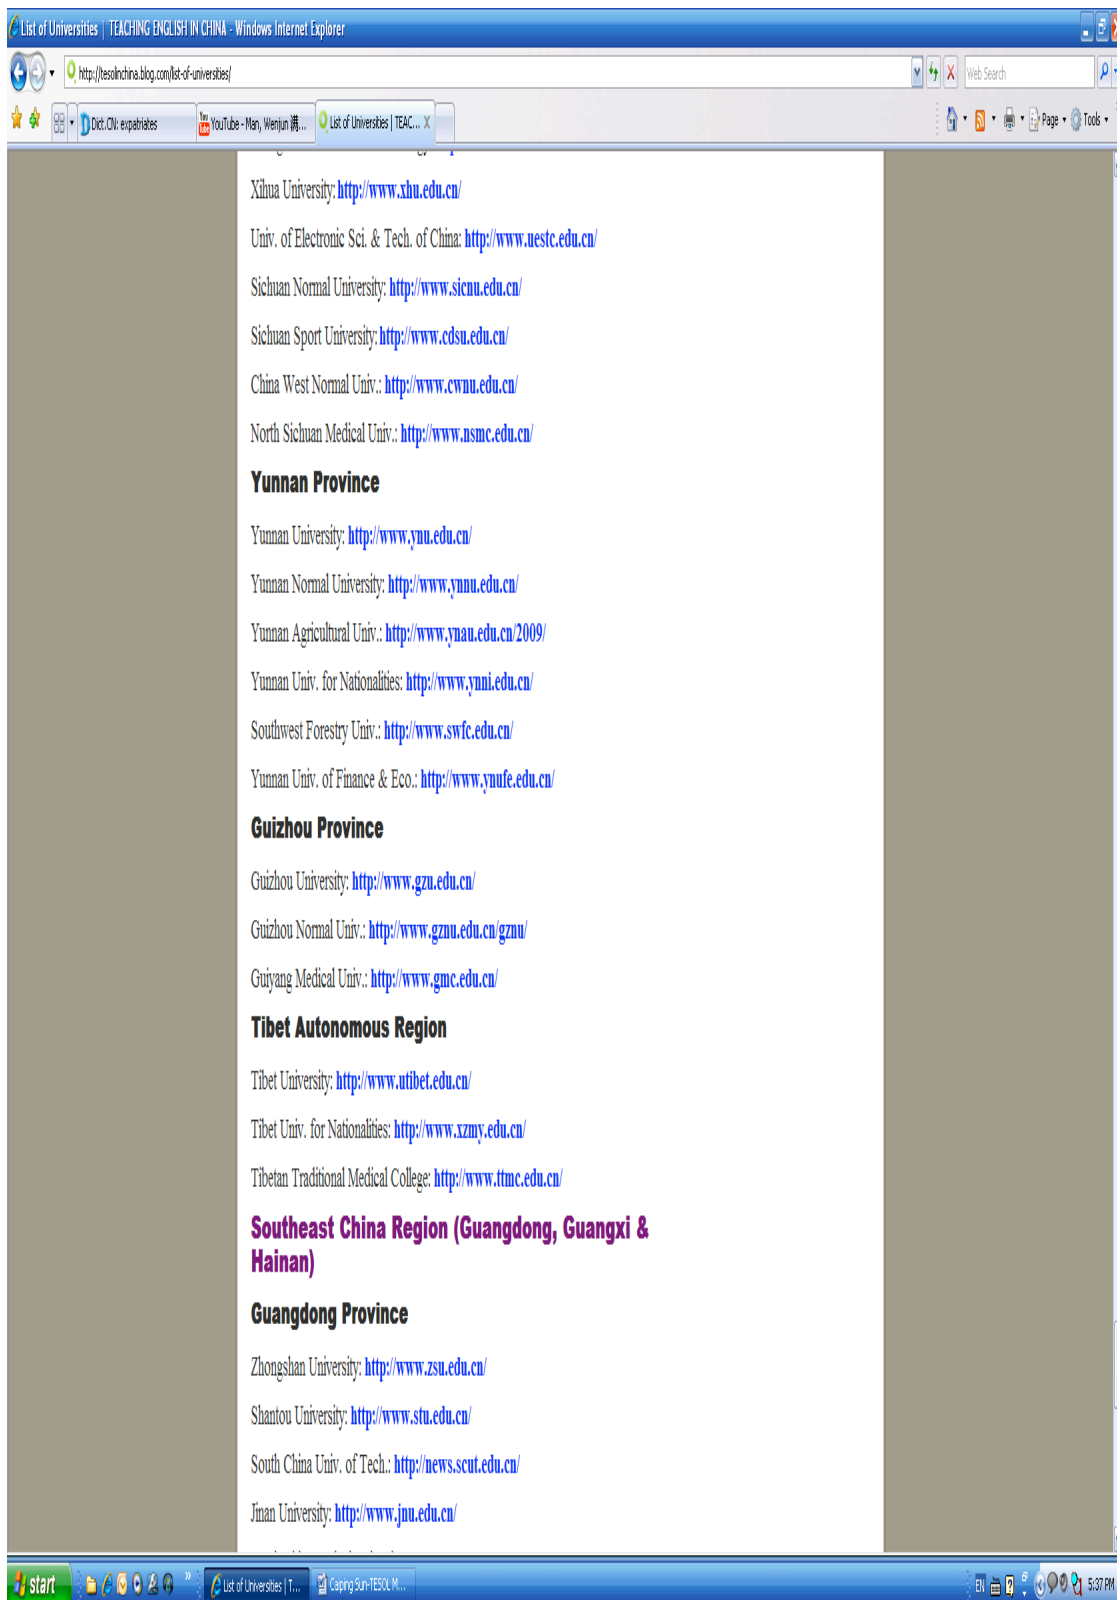 List of Universities | TEACHING ENGLISH IN CHINA - Windows Internet Explorer
http://tesolinchina.blog.com/list-of-universities/
Web Search
Dict.CN: expatriates
YouTube - Man, Wenjun 满...
List of Universities | TEAC... X
Page
Tools
Xihua University: http://www.xhu.edu.cn/
Univ. of Electronic Sci. & Tech. of China: http://www.uestc.edu.cn/
Sichuan Normal University: http://www.sicnu.edu.cn/
Sichuan Sport University: http://www.cdsu.edu.cn/
China West Normal Univ.: http://www.cwnu.edu.cn/
North Sichuan Medical Univ.: http://www.nsmc.edu.cn/
Yunnan Province
Yunnan University: http://www.ynu.edu.cn/
Yunnan Normal University: http://www.ynnu.edu.cn/
Yunnan Agricultural Univ.: http://www.ynau.edu.cn/2009/
Yunnan Univ. for Nationalities: http://www.ynni.edu.cn/
Southwest Forestry Univ.: http://www.swfc.edu.cn/
Yunnan Univ. of Finance & Eco.: http://www.ynufe.edu.cn/
Guizhou Province
Guizhou University: http://www.gzu.edu.cn/
Guizhou Normal Univ.: http://www.gznu.edu.cn/gznu/
Guiyang Medical Univ.: http://www.gmc.edu.cn/
Tibet Autonomous Region
Tibet University: http://www.utibet.edu.cn/
Tibet Univ. for Nationalities: http://www.xzmy.edu.cn/
Tibetan Traditional Medical College: http://www.ttmc.edu.cn/
Southeast China Region (Guangdong, Guangxi &
Hainan)
Guangdong Province
Zhongshan University: http://www.zsu.edu.cn/
Shantou University: http://www.stu.edu.cn/
South China Univ. of Tech.: http://news.scut.edu.cn/
Jinan University: http://www.jnu.edu.cn/
start
List of Universities | T...
Caiping Sun-TESOL M...
EN
5:37 PM